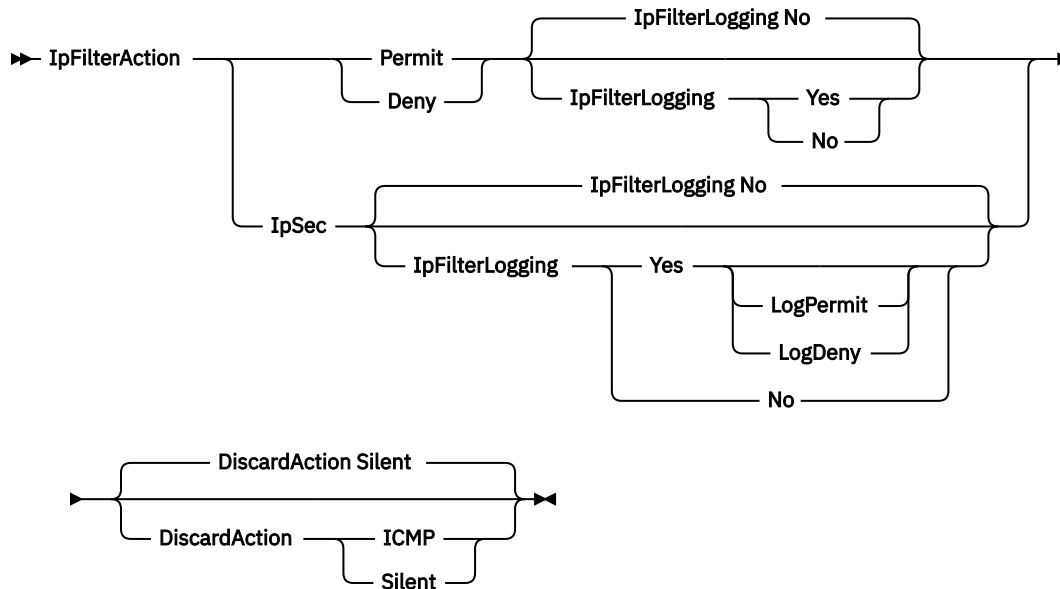 IpFilterLogging No
IpFilterAction
Permit
Deny
IpFilterLogging
Yes
No
IpFilterLogging No
IpSec
IpFilterLogging
Yes
LogPermit
LogDeny
No
DiscardAction Silent
DiscardAction
ICMP
Silent